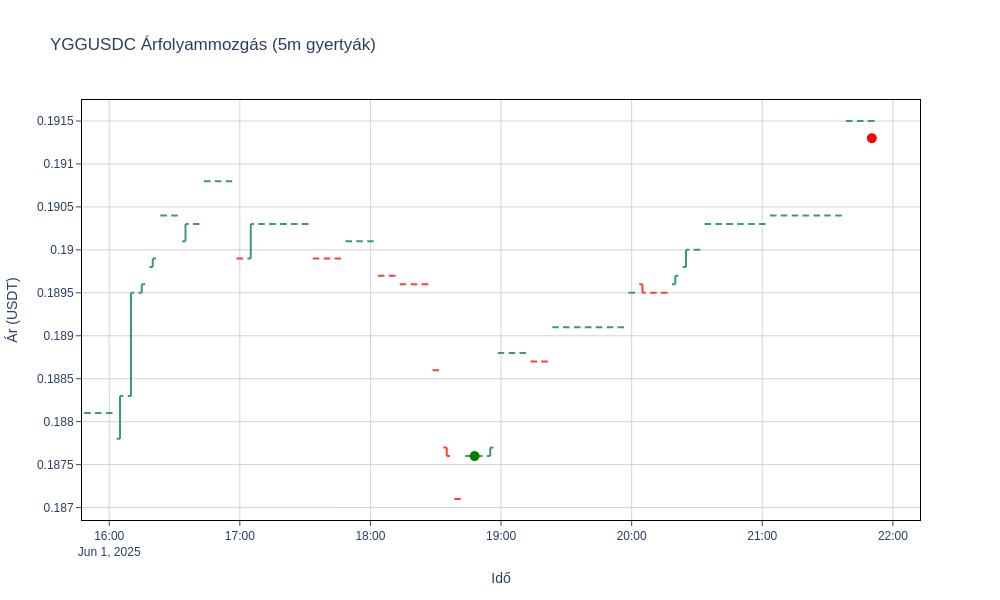 YGGUSDC Árfolyammozgás (5m gyertyák)
Ár (USDT)
0.1915
0.191
0.1905
0.19
0.1895
0.189
0.1885
0.188
0.1875
0.187
16:00 17:00 18:00 19:00 20:00 21:00 22:00
Jun 1, 2025
Idő